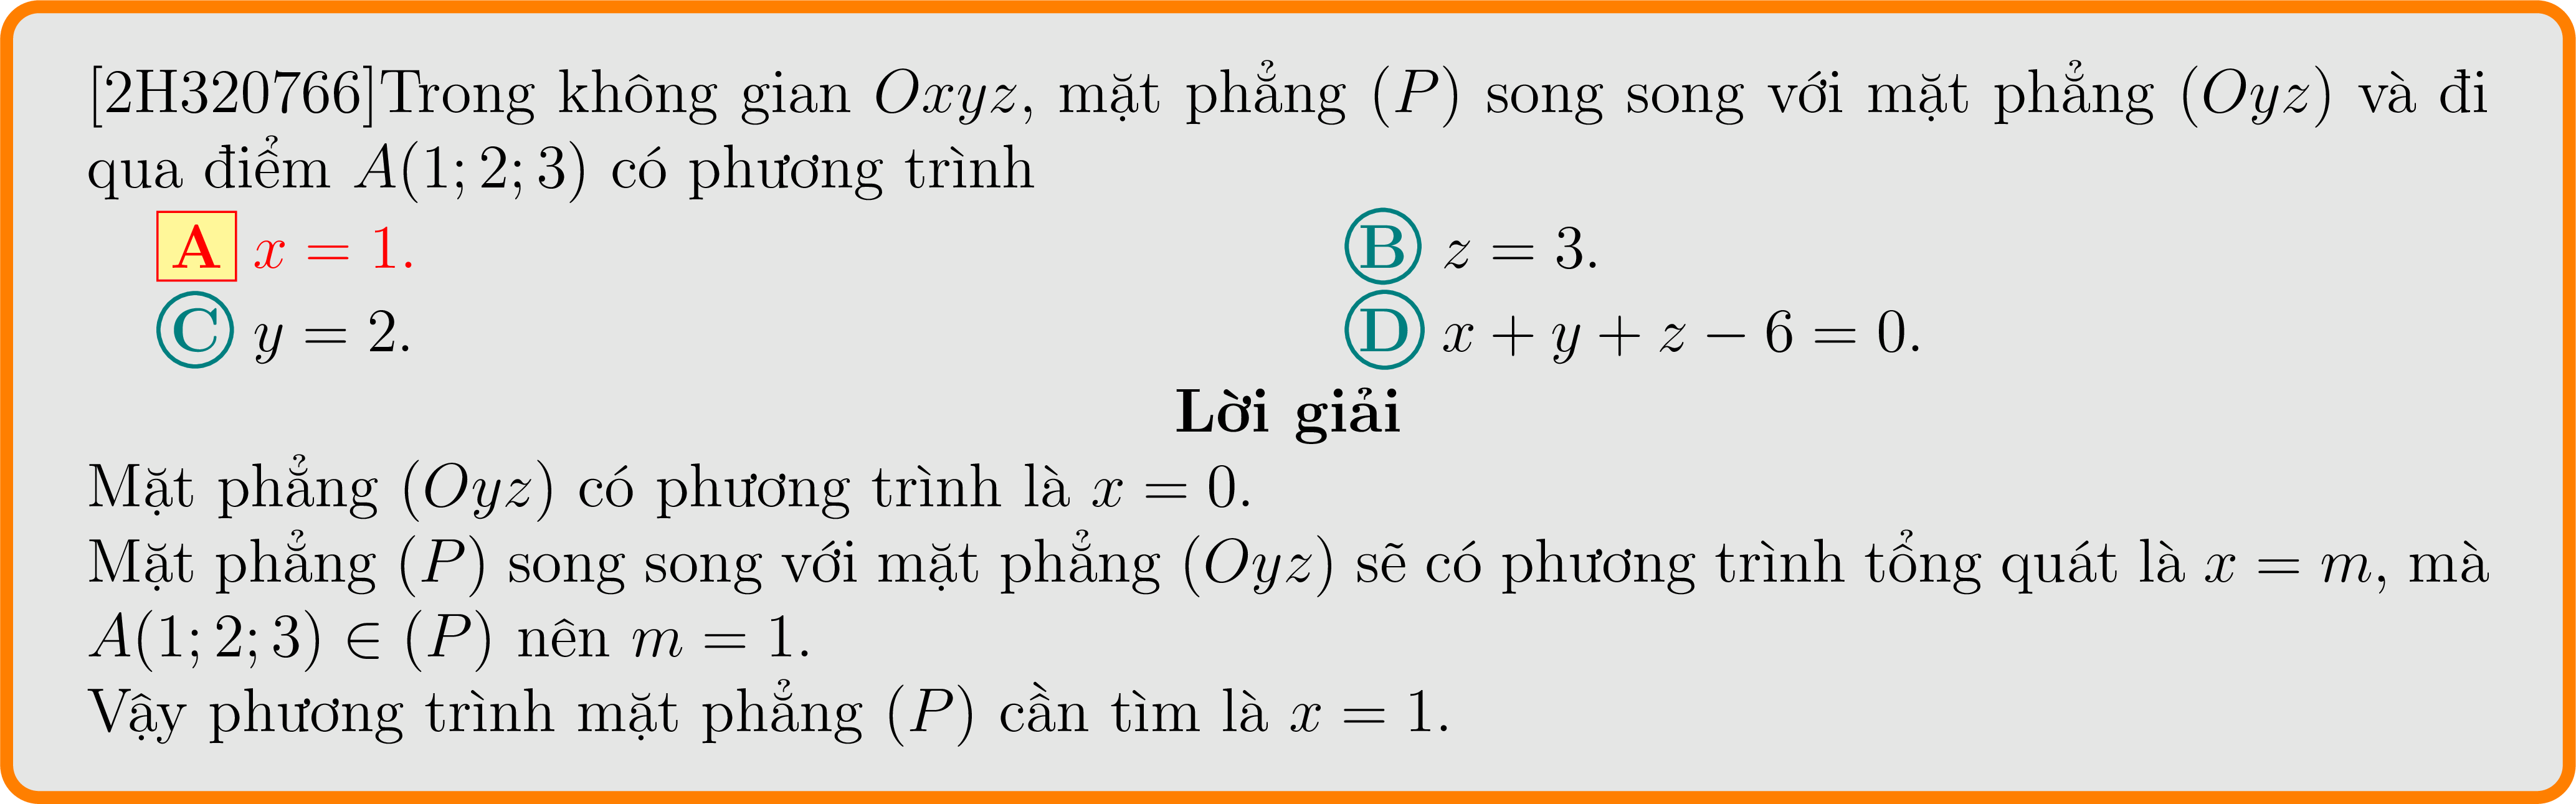 [2H320766]Trong không gian Oxyz, mặt phẳng (P) song song với mặt phẳng (Oyz) và đi
qua điểm A(1; 2; 3) có phương trình
A x = 1.
B z = 3.
C y = 2.
D x + y + z − 6 = 0.
Lời giải
Mặt phẳng (Oyz) có phương trình là x = 0.
Mặt phẳng (P) song song với mặt phẳng (Oyz) sẽ có phương trình tổng quát là x = m, mà
A(1; 2; 3) ∈ (P) nên m = 1.
Vậy phương trình mặt phẳng (P) cần tìm là x = 1.